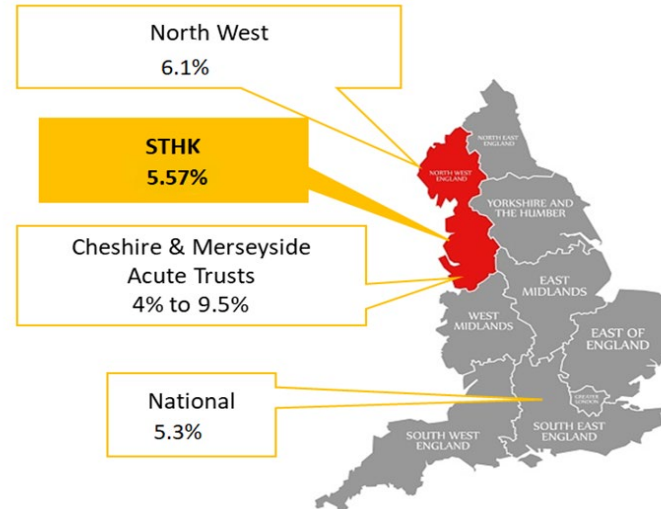 North West
6.1%
STHK
5.57%
Cheshire & Merseyside
Acute Trusts
4% to 9.5%
National
5.3%
NORTH EAST
ENGLAND
NORTH WEST
ENGLAND
YORKSHIRE AND
THE HUMBER
EAST
MIDLANDS
WEST
MIDLANDS
EAST OF
ENGLAND
GREATER
LONDON
SOUTH EAST
ENGLAND
SOUTH WEST
ENGLAND